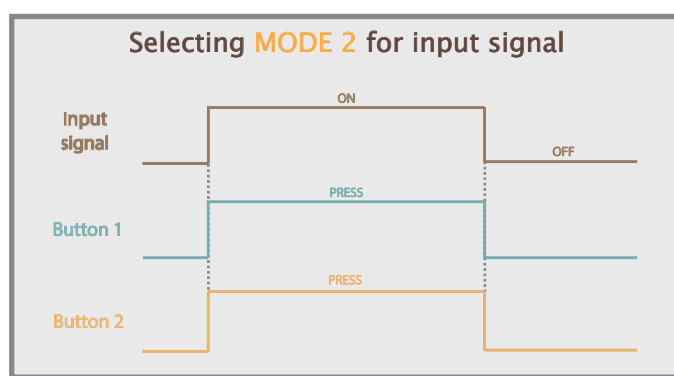 Selecting MODE 2 for input signal
ON
Input
signal
OFF
PRESS
Button 1
PRESS
Button 2